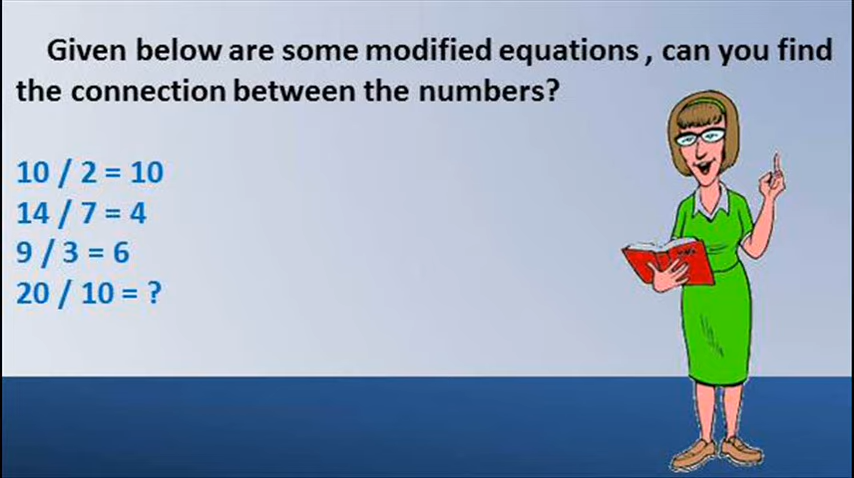 Given below are some modified equations , can you find
the connection between the numbers?
10 / 2 = 10
14 / 7 = 4
9 / 3 = 6
20 / 10 = ?